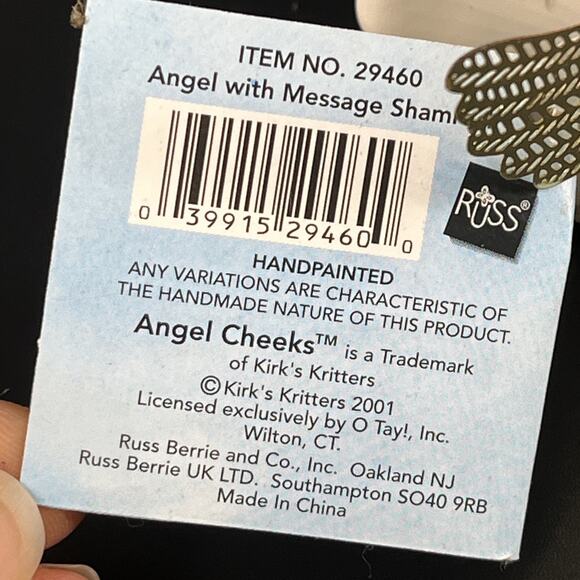 ITEM NO. 29460
Angel with Message
RUSS®
0 39915 29460 0
HANDPAINTED
ANY VARIATIONS ARE CHARACTERISTIC OF
THE HANDMADE NATURE OF THIS PRODUCT.
Angel Cheeks™ is a Trademark
of Kirk's Kritters
©Kirk's Kritters 2001
Licensed exclusively by O Tay!, Inc.
Wilton, CT.
Russ Berrie and Co., Inc. Oakland NJ
Russ Berrie UK LTD. Southampton SO40 9RB
Made In China